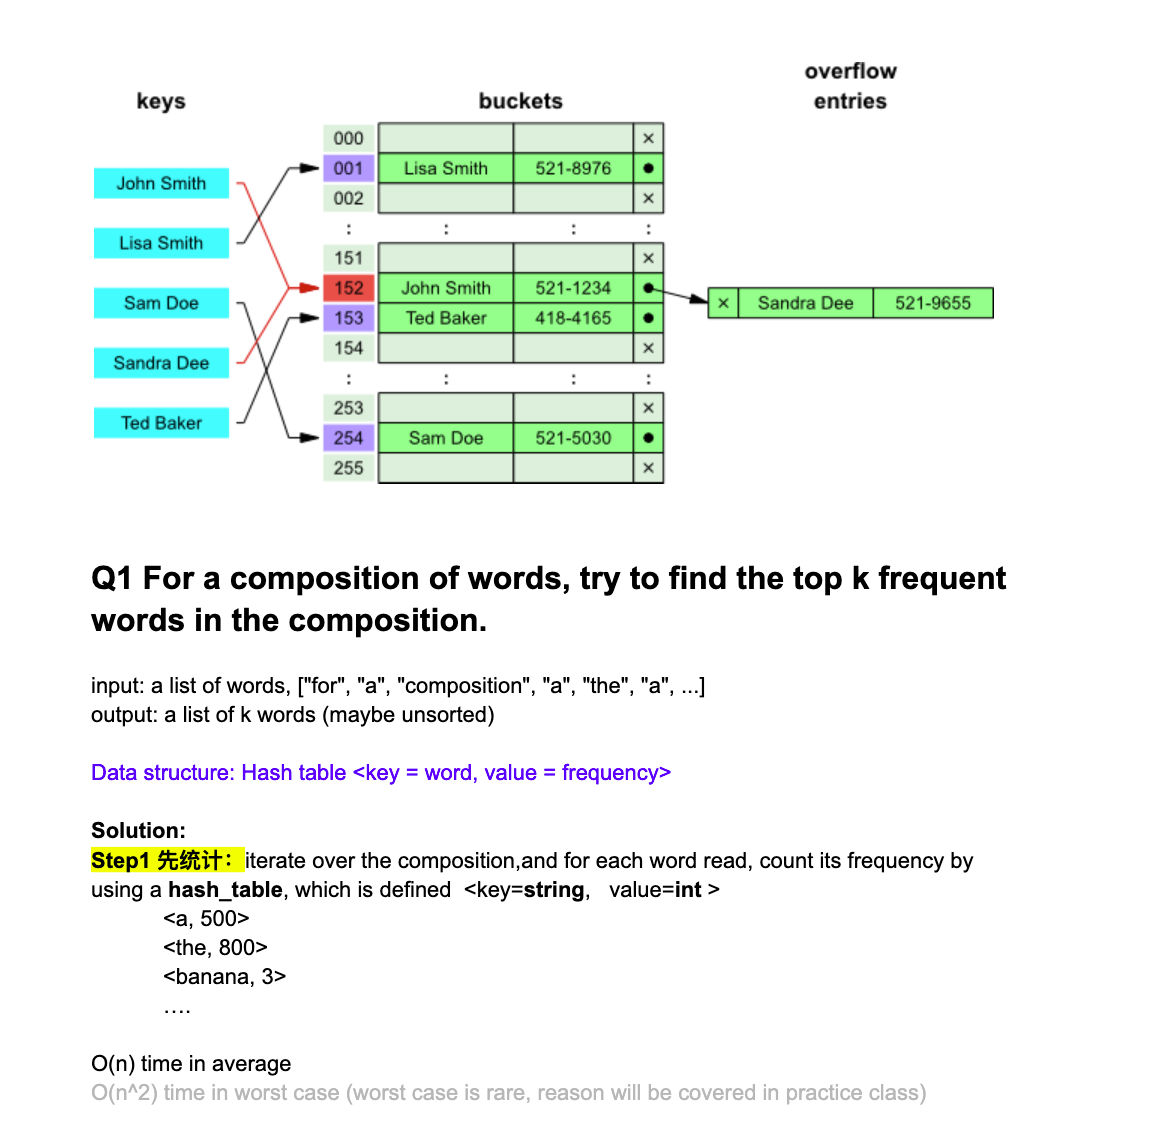 overflow
keys buckets entries
000 ×
John Smith 001 Lisa Smith 521-8976 ●
002 ×
Lisa Smith : : : :
151 ×
Sam Doe 152 John Smith 521-1234 ● × Sandra Dee 521-9655
153 Ted Baker 418-4165 ●
Sandra Dee 154 ×
: : : :
Ted Baker 253 ×
254 Sam Doe 521-5030 ●
255 ×
Q1 For a composition of words, try to find the top k frequent
words in the composition.
input: a list of words, ["for", "a", "composition", "a", "the", "a", ...]
output: a list of k words (maybe unsorted)
Data structure: Hash table <key = word, value = frequency>
Solution:
Step1 先统计：iterate over the composition,and for each word read, count its frequency by
using a hash_table, which is defined <key=string, value=int >
<a, 500>
<the, 800>
<banana, 3>
….
O(n) time in average
O(n^2) time in worst case (worst case is rare, reason will be covered in practice class)